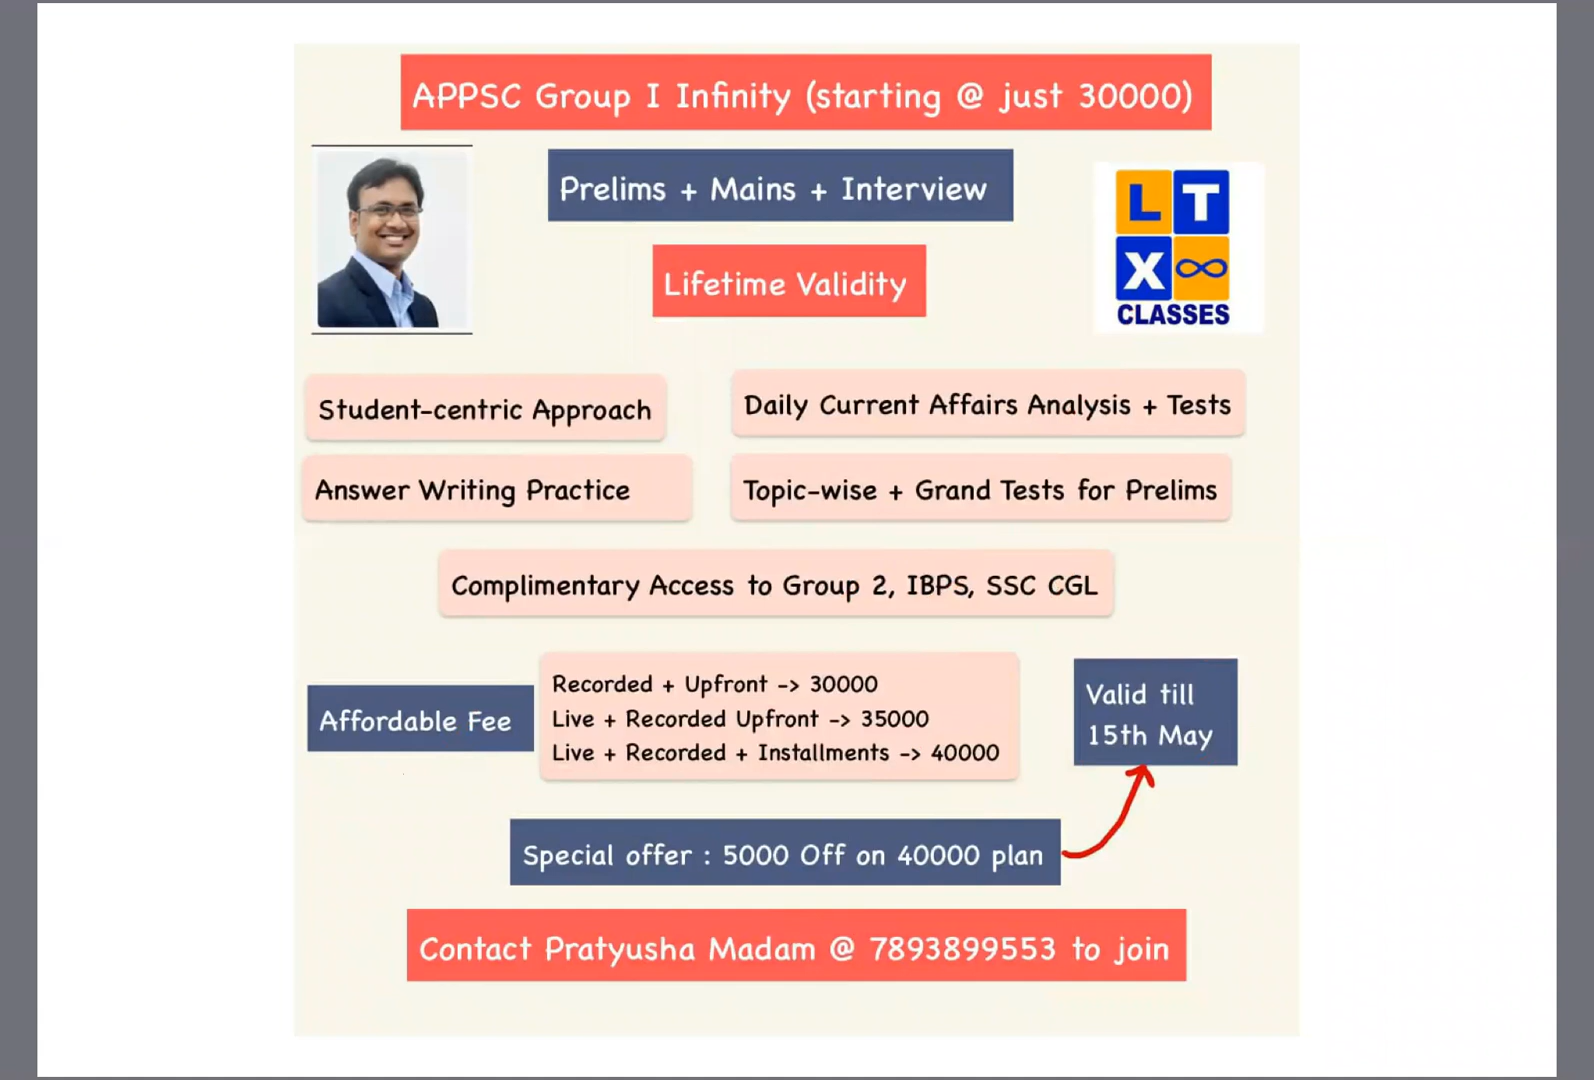 APPSC Group I Infinity (starting @ just 30000)
Prelims + Mains + Interview
Lifetime Validity
L T
X ∞
CLASSES
Student-centric Approach
Daily Current Affairs Analysis + Tests
Answer Writing Practice
Topic-wise + Grand Tests for Prelims
Complimentary Access to Group 2, IBPS, SSC CGL
Affordable Fee
Recorded + Upfront -> 30000
Live + Recorded Upfront -> 35000
Live + Recorded + Installments -> 40000
Valid till
15th May
Special offer : 5000 Off on 40000 plan
Contact Pratyusha Madam @ 7893899553 to join